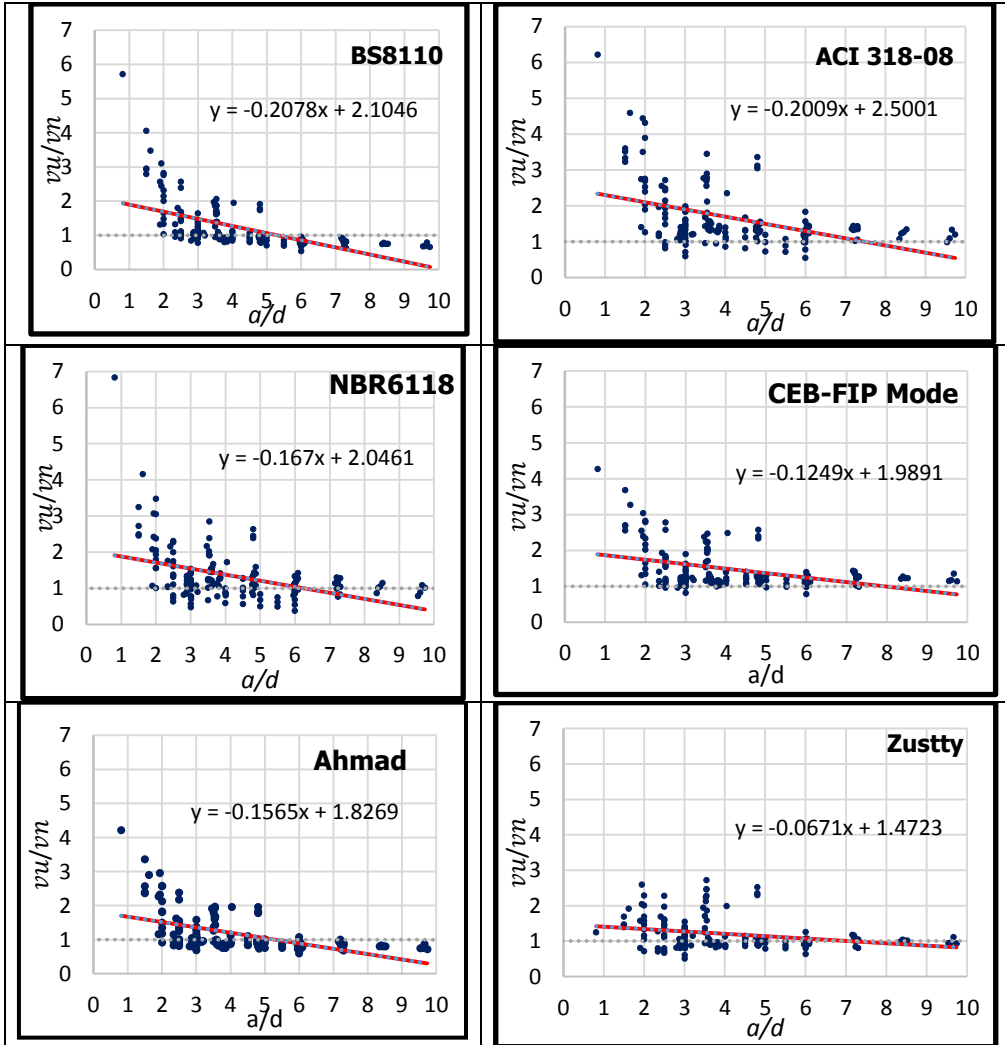 BS8110
y = -0.2078x + 2.1046
vu/vn
7
6
5
4
3
2
1
0
0 1 2 3 4 5 6 7 8 9 10
a/d
ACI 318-08
y = -0.2009x + 2.5001
vu/vn
7
6
5
4
3
2
1
0
0 1 2 3 4 5 6 7 8 9 10
a/d
NBR6118
y = -0.167x + 2.0461
vu/vn
7
6
5
4
3
2
1
0
0 1 2 3 4 5 6 7 8 9 10
a/d
CEB-FIP Mode
y = -0.1249x + 1.9891
vu/vn
7
6
5
4
3
2
1
0
0 1 2 3 4 5 6 7 8 9 10
a/d
Ahmad
y = -0.1565x + 1.8269
vu/vn
7
6
5
4
3
2
1
0
0 1 2 3 4 5 6 7 8 9 10
a/d
Zustty
y = -0.0671x + 1.4723
vu/vn
7
6
5
4
3
2
1
0
0 1 2 3 4 5 6 7 8 9 10
a/d